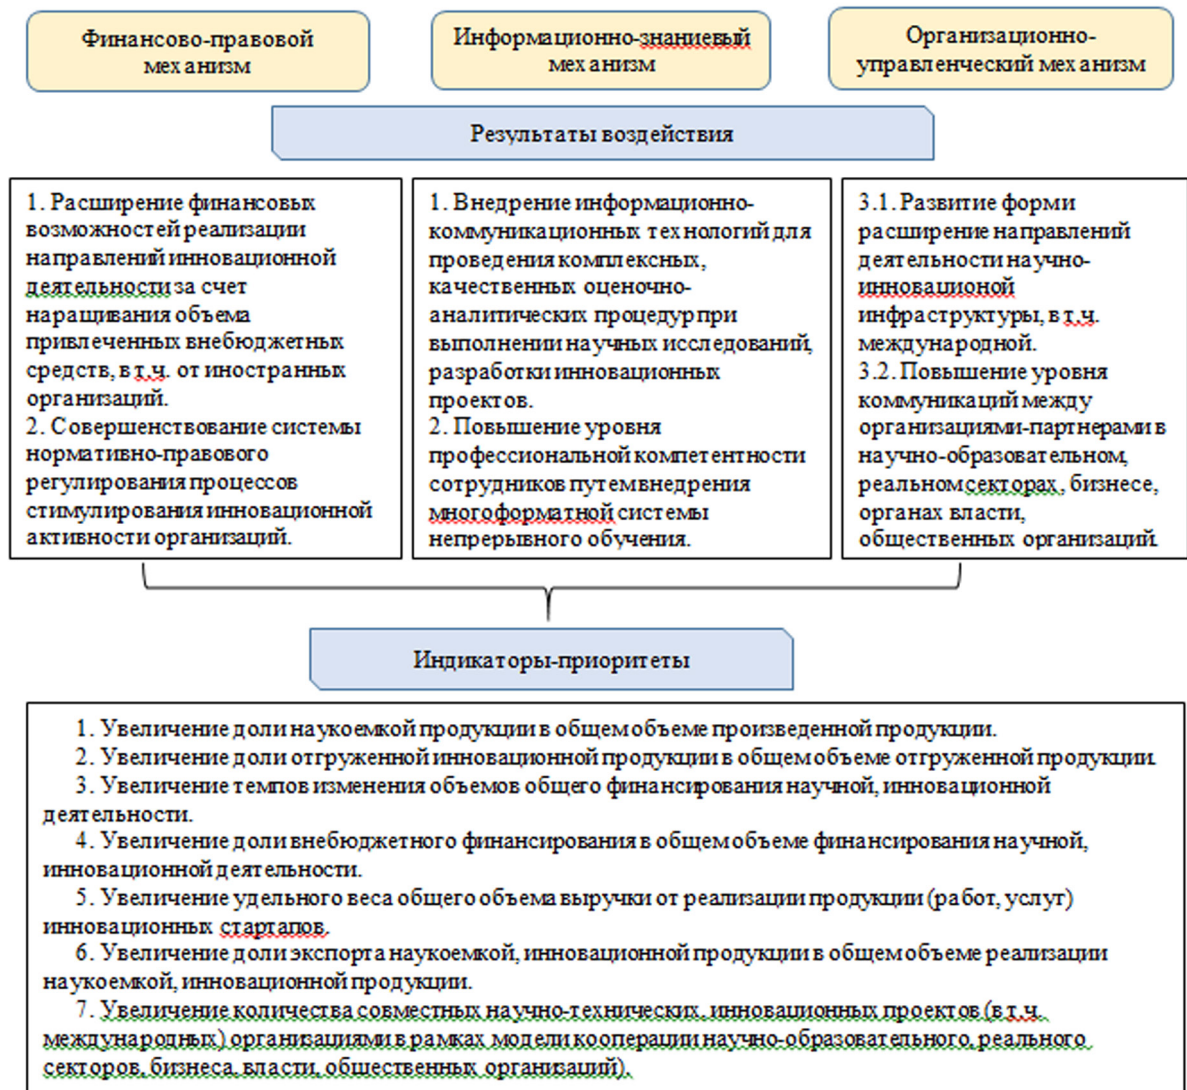 Финансово-правовой
механизм
Информационно-знаниевый
механизм
Организационно-
управленческий механизм
Результаты воздействия
1. Расширение финансовых
возможностей реализации
направлений инновационной
деятельности за счет
наращивания объема
привлеченных внебюджетных
средств, в т.ч. от иностранных
организаций.
2. Совершенствование системы
нормативно-правового
регулирования процессов
стимулирования инновационной
активности организаций.
1. Внедрение информационно-
коммуникационных технологий для
проведения комплексных,
качественных оценочно-
аналитических процедур при
выполнении научных исследований,
разработки инновационных
проектов.
2. Повышение уровня
профессиональной компетентности
сотрудников путем внедрения
многоформатной системы
непрерывного обучения.
3.1. Развитие форм и
расширение направлений
деятельности научно-
инновационой
инфраструктуры, в т.ч.
международной.
3.2. Повышение уровня
коммуникаций между
организациями-партнерами в
научно-образовательном,
реальном секторах, бизнесе,
органах власти,
общественных организаций.
Индикаторы-приоритеты
1. Увеличение доли наукоемкой продукции в общем объеме произведенной продукции.
2. Увеличение доли отгруженной инновационной продукции в общем объеме отгруженной продукции.
3. Увеличение темпов изменения объемов общего финансирования научной, инновационной
деятельности.
4. Увеличение доли внебюджетного финансирования в общем объеме финансирования научной,
инновационной деятельности.
5. Увеличение удельного веса общего объема выручки от реализации продукции (работ, услуг)
инновационных стартапов.
6. Увеличение доли экспорта наукоемкой, инновационной продукции в общем объеме реализации
наукоемкой, инновационной продукции.
7. Увеличение количества совместных научно-технических, инновационных проектов (в т.ч.
международных) организациями в рамках модели кооперации научно-образовательного, реального
секторов, бизнеса, власти, общественных организаций).